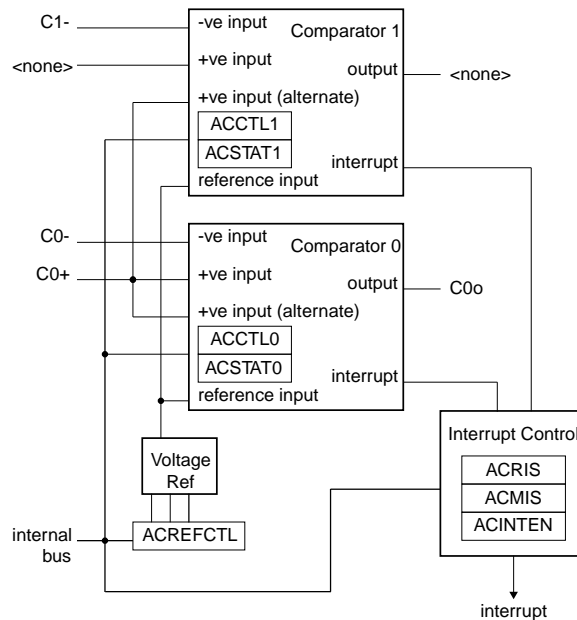 C1-
-ve input
Comparator 1
<none>
+ve input
output
<none>
+ve input (alternate)
ACCTL1
ACSTAT1
interrupt
reference input
C0-
-ve input
Comparator 0
C0+
+ve input
output
C0o
+ve input (alternate)
ACCTL0
ACSTAT0
interrupt
reference input
Voltage
Ref
Interrupt Control
ACRIS
ACMIS
ACINTEN
internal
bus
ACREFCTL
interrupt